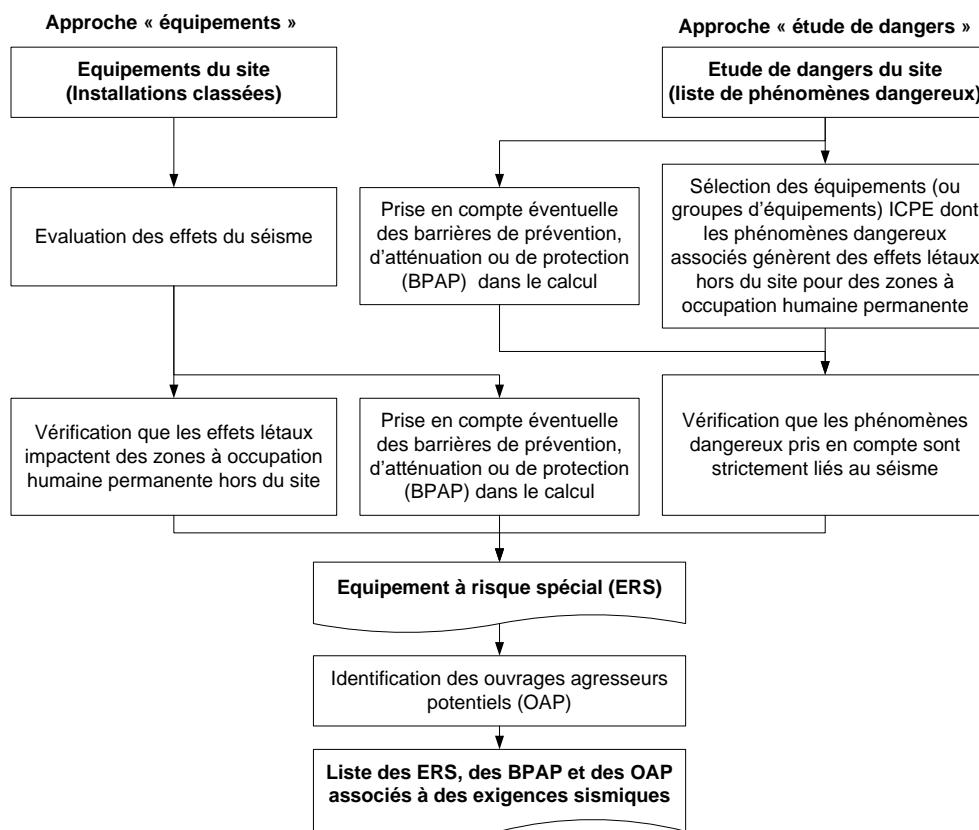 Approche « équipements »
Approche « étude de dangers »
Equipements du site
(Installations classées)
Etude de dangers du site
(liste de phénomènes dangereux)
Evaluation des effets du séisme
Prise en compte éventuelle
des barrières de prévention,
d’atténuation ou de protection
(BPAP) dans le calcul
Sélection des équipements (ou
groupes d’équipements) ICPE dont
les phénomènes dangereux
associés génèrent des effets létaux
hors du site pour des zones à
occupation humaine permanente
Vérification que les effets létaux
impactent des zones à occupation
humaine permanente hors du site
Prise en compte éventuelle
des barrières de prévention,
d’atténuation ou de protection
(BPAP) dans le calcul
Vérification que les phénomènes
dangereux pris en compte sont
strictement liés au séisme
Equipement à risque spécial (ERS)
Identification des ouvrages agresseurs
potentiels (OAP)
Liste des ERS, des BPAP et des OAP
associés à des exigences sismiques